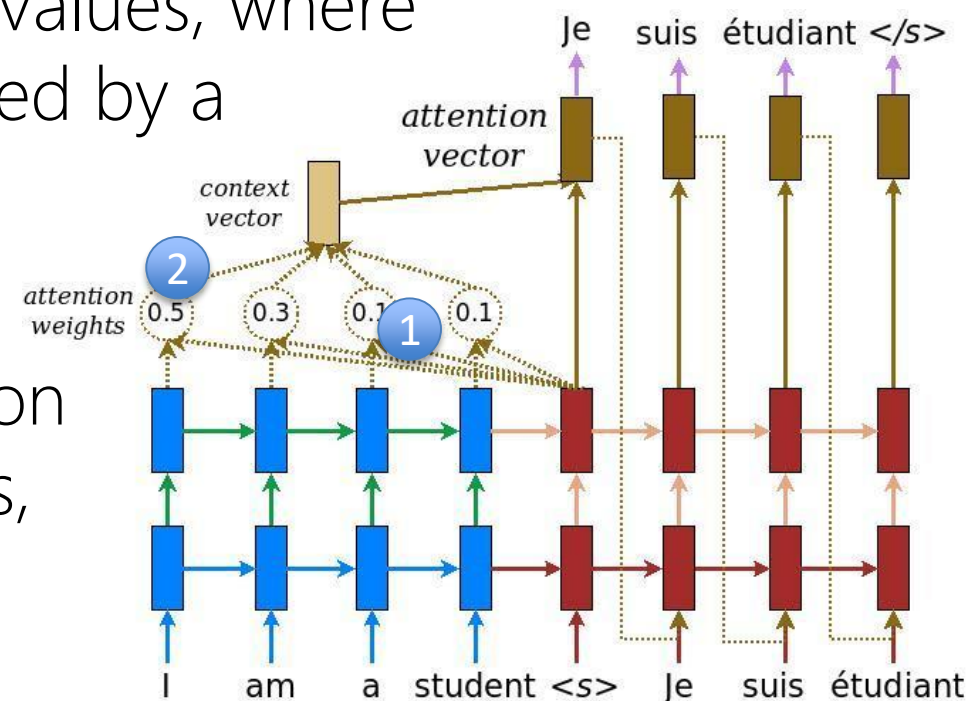 values, where
ed by a
on
s,
Je suis étudiant </s>
attention
vector
context
vector
2
attention
weights
0.5 0.3 0.1 0.1
1
I am a student <s> Je suis étudiant